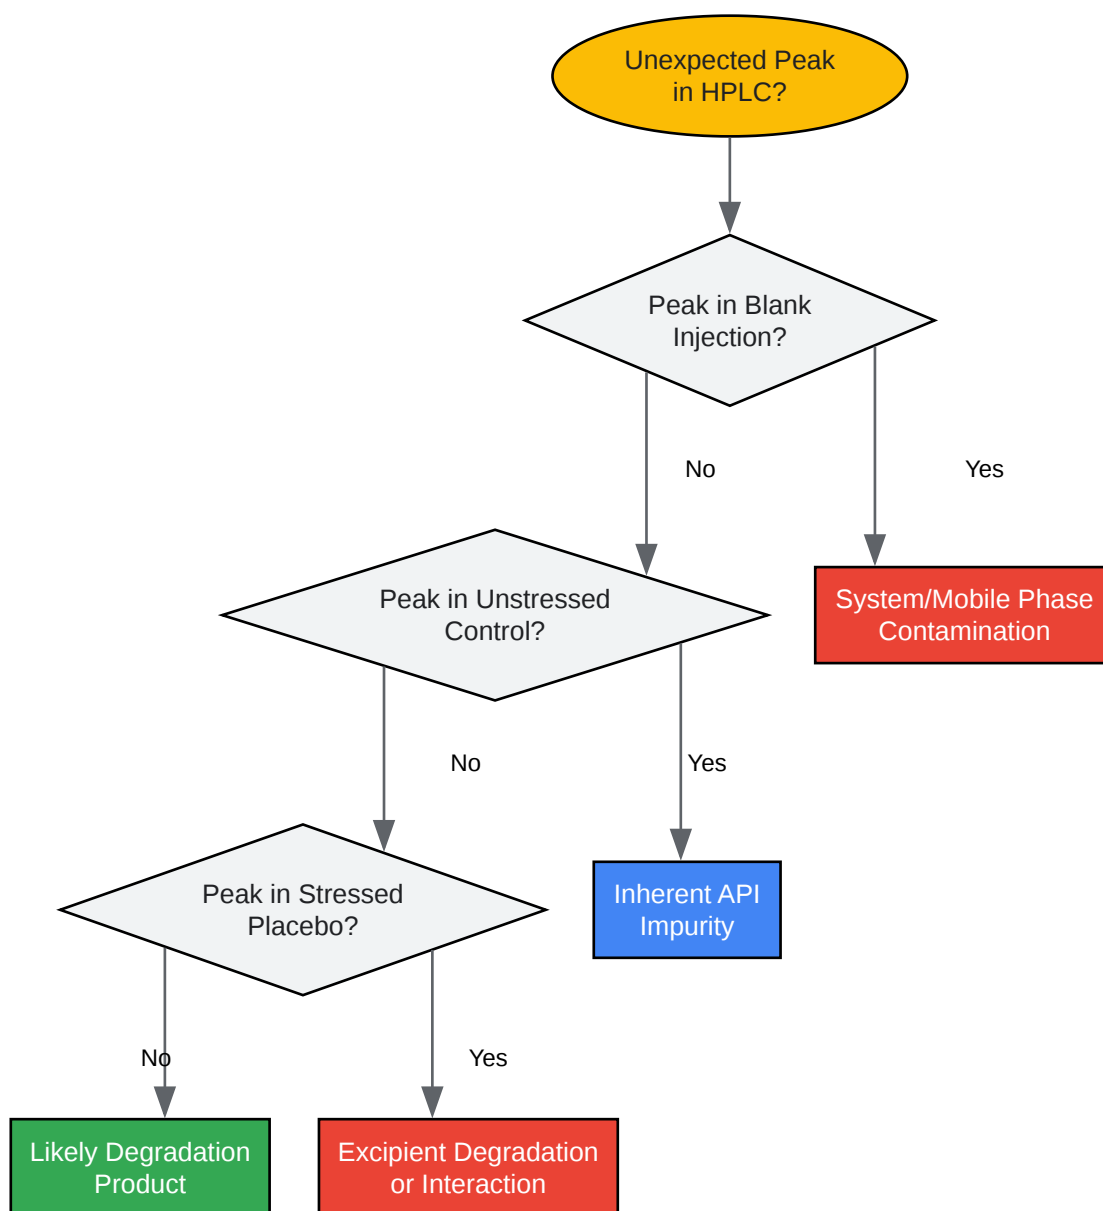 Unexpected Peak
in HPLC?
Peak in Blank
Injection?
No
Yes
Peak in Unstressed
Control?
System/Mobile Phase
Contamination
No
Yes
Peak in Stressed
Placebo?
Inherent API
Impurity
No
Yes
Likely Degradation
Product
Excipient Degradation
or Interaction